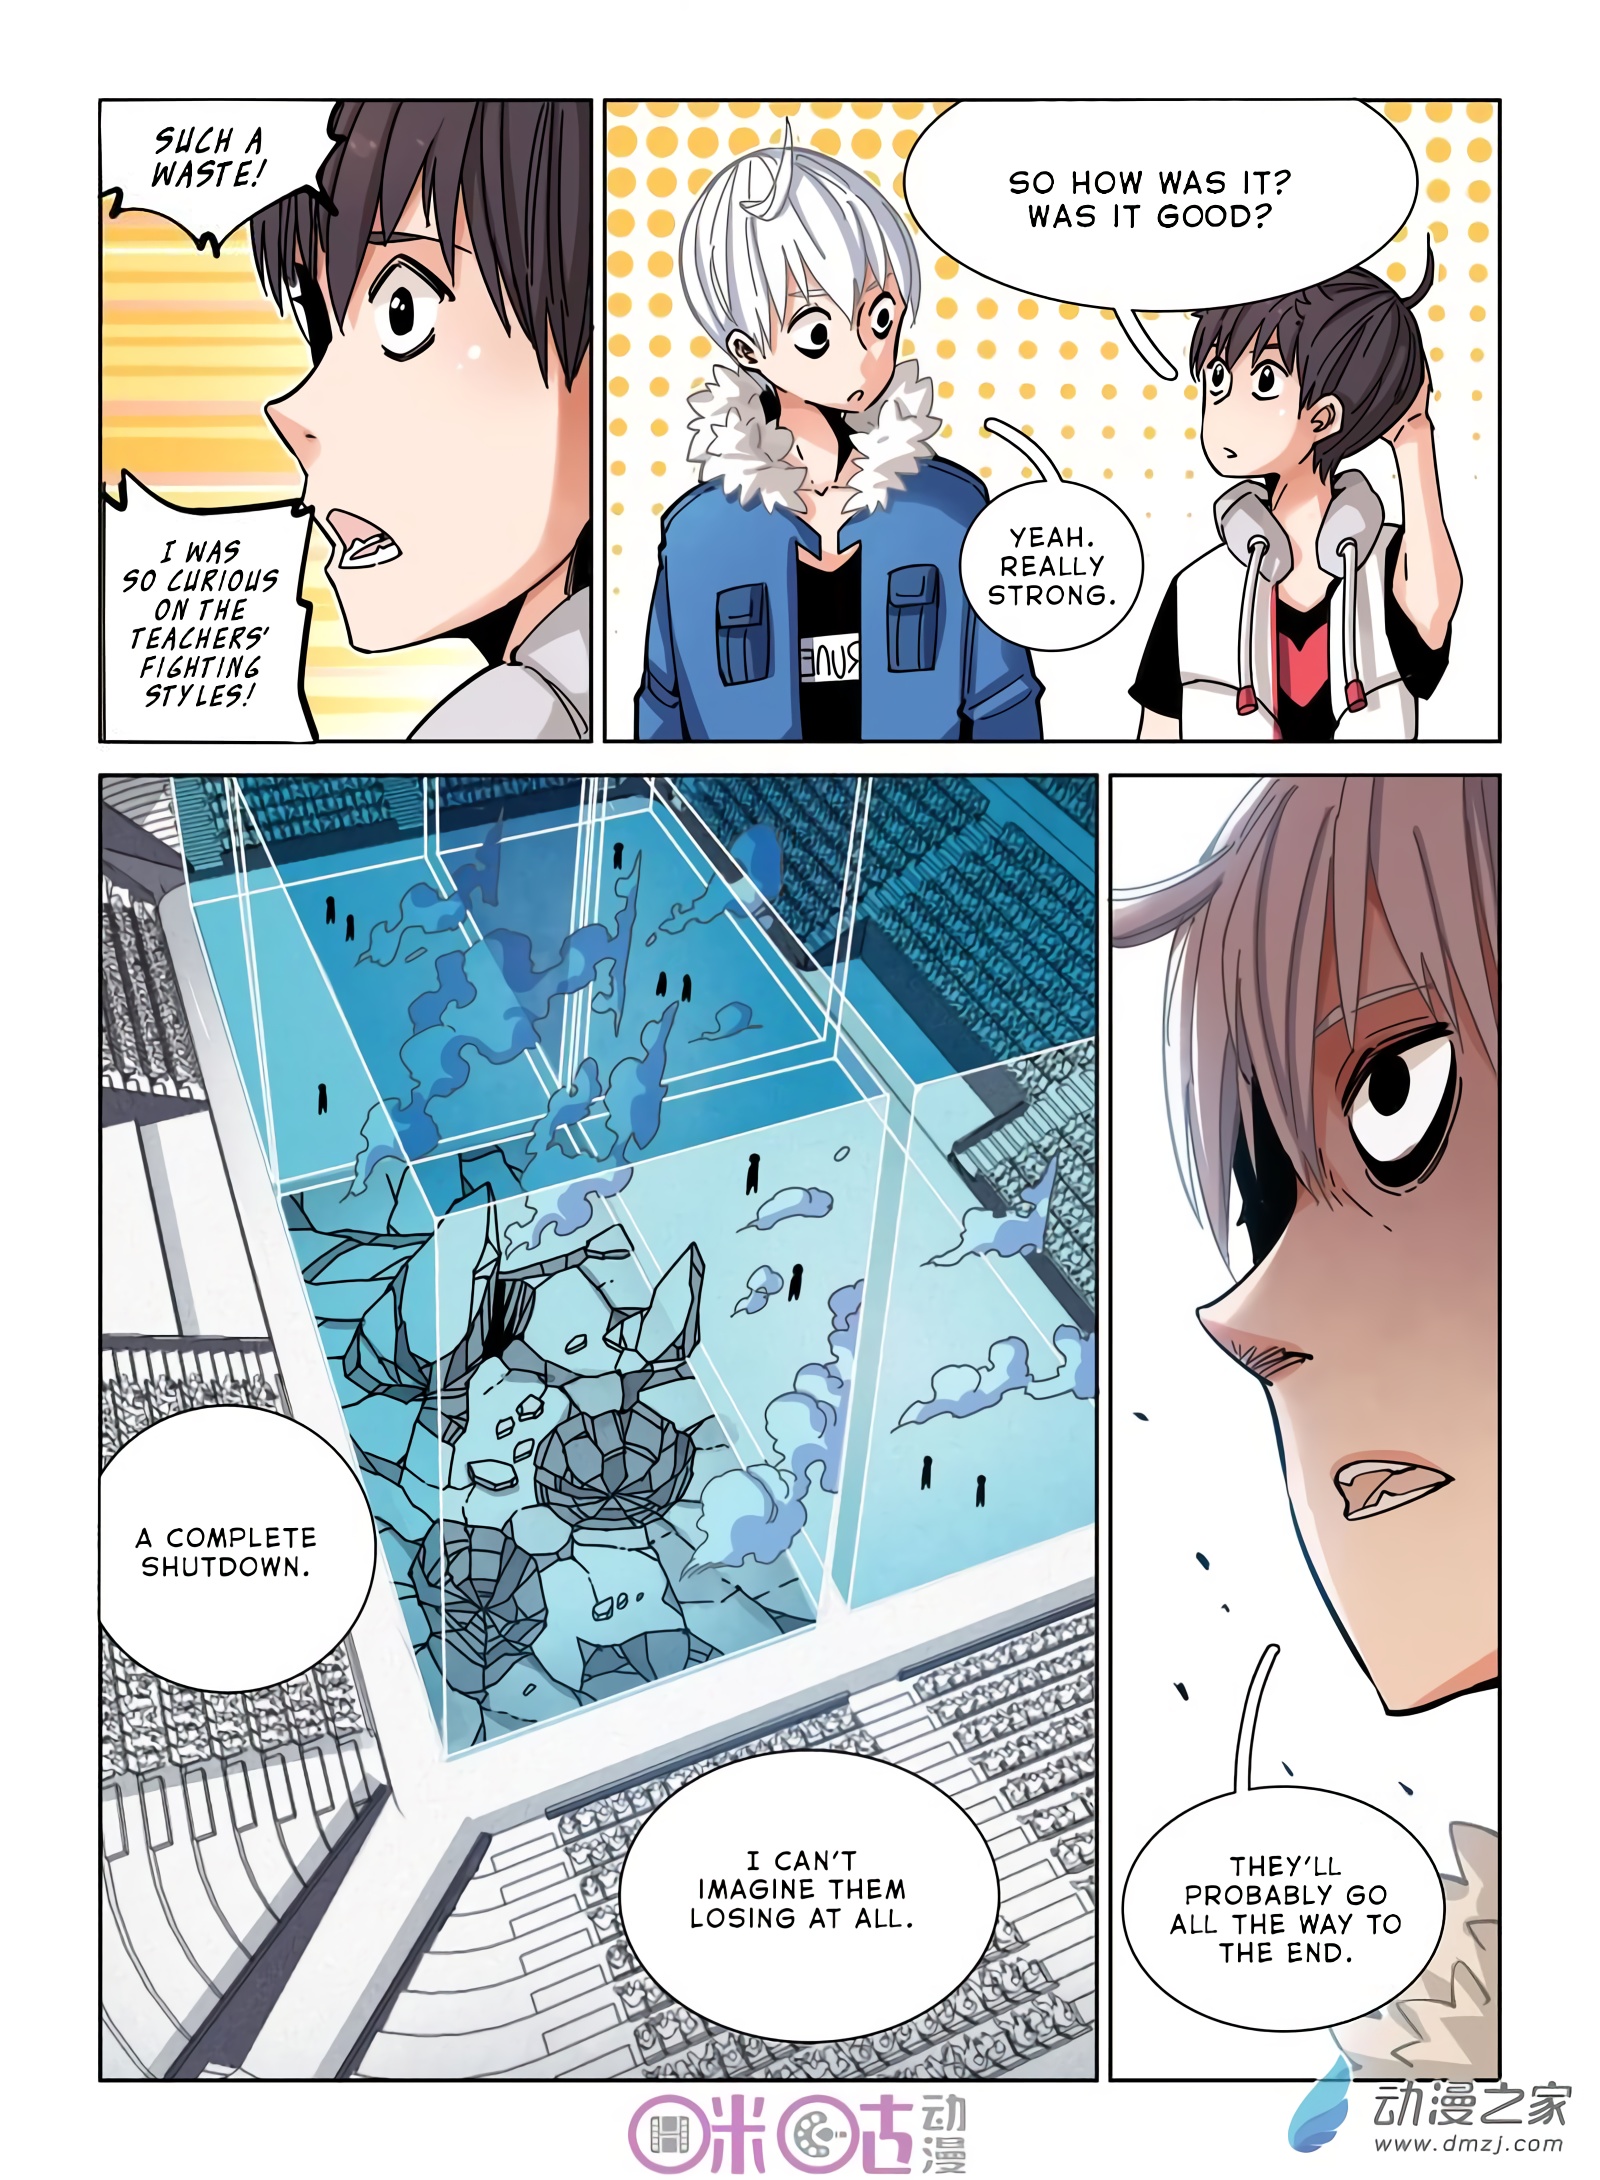 SUCH A
WASTE!
I WAS
SO CURIOUS
ON THE
TEACHERS'
FIGHTING
STYLES!
SO HOW WAS IT?
WAS IT GOOD?
YEAH.
REALLY
STRONG.
A COMPLETE
SHUTDOWN.
I CAN'T
IMAGINE THEM
LOSING AT ALL.
THEY'LL
PROBABLY GO
ALL THE WAY TO
THE END.
咪咕动漫
动漫之家
www.dmzj.com